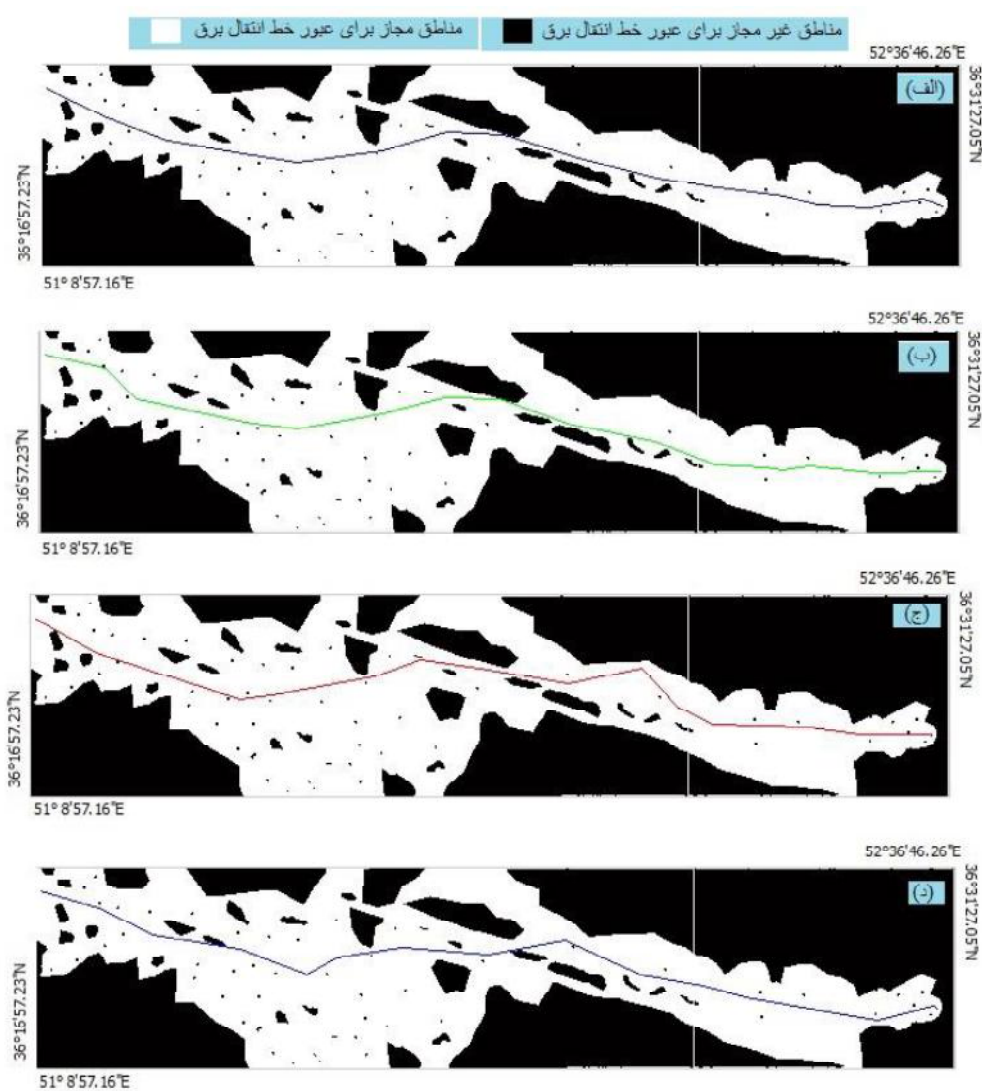 مناطق غیر مجاز برای عبور خط انتقال برق
مناطق مجاز برای عبور خط انتقال برق
52°36'46.26"E
(الف)
36°31'27.05"N
36°16'57.23"N
51° 8'57.16"E
52°36'46.26"E
(ب)
36°31'27.05"N
36°16'57.23"N
51° 8'57.16"E
52°36'46.26"E
(ج)
36°31'27.05"N
36°16'57.23"N
51° 8'57.16"E
52°36'46.26"E
(د)
36°31'27.05"N
36°15'57.23"N
51° 8'57.16"E